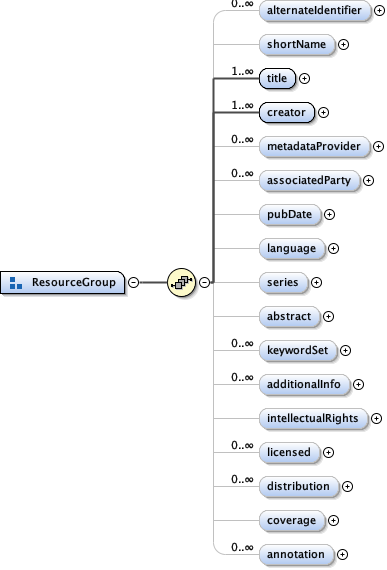 0..∞
alternateIdentifier
shortName
1..∞
title
1..∞
creator
0..∞
metadataProvider
0..∞
associatedParty
pubDate
language
ResourceGroup
series
abstract
0..∞
keywordSet
0..∞
additionalInfo
intellectualRights
0..∞
licensed
0..∞
distribution
coverage
0..∞
annotation